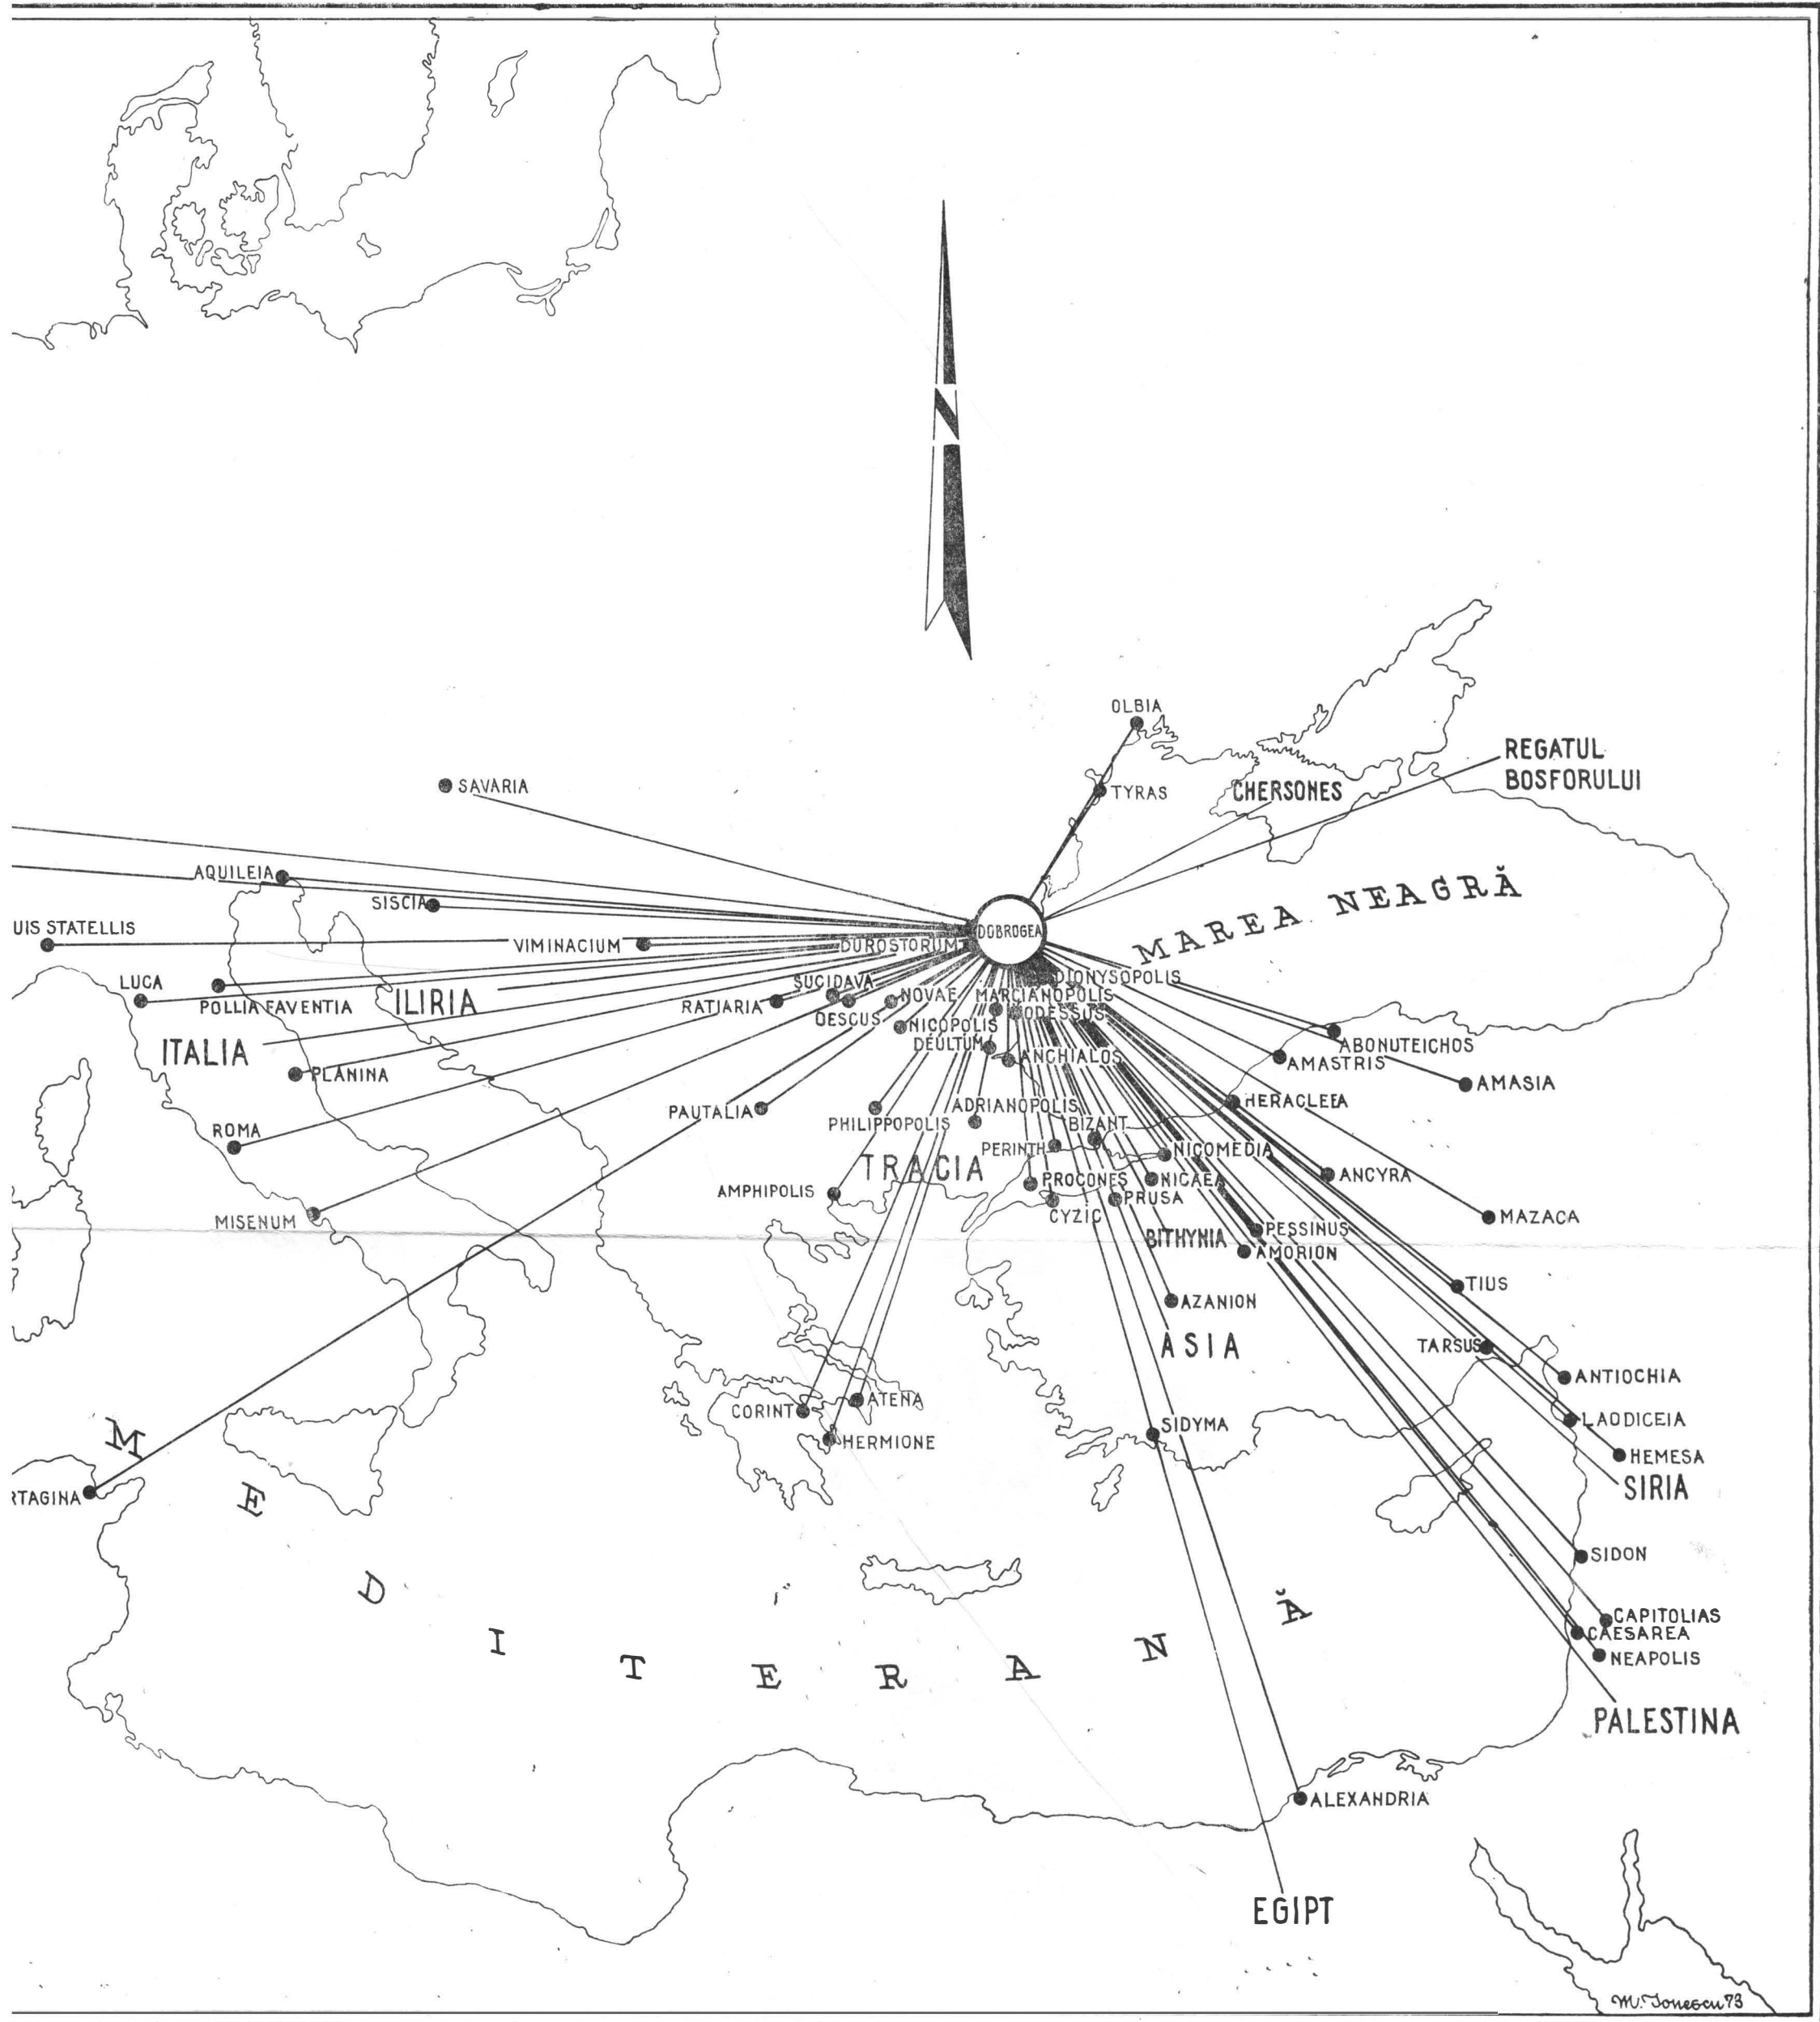 N
OLBIA
REGATUL
BOSFORULUI
TYRAS
CHERSONES
SAVARIA
AQUILEIA
SISCIA
MAREA NEAGRĂ
UIS STATELLIS
VIMINACIUM
DUROSTORUM
DOBROGEA
DIONYSOPOLIS
LUCA
POLLIA FAVENTIA
ILIRIA
SUCIDAVA
RATIARIA
OESCUS
NOVAE
MARCIANOPOLIS
ODESSUS
NICOPOLIS
DEULTUM
ANCHIALOS
ITALIA
PLANINA
ABONUTEICHOS
AMASTRIS
AMASIA
HERACLEEA
ROMA
PAUTALIA
PHILIPPOPOLIS
ADRIANOPOLIS
BIZANT
PERINTH
NICOMEDIA
TRACIA
ANCYRA
AMPHIPOLIS
PROCONES
NICAEA
PRUSA
CYZIC
MAZACA
MISENUM
BITHYNIA
PESSINUS
AMORION
TIUS
AZANION
ASIA
TARSUS
ANTIOCHIA
CORINT
ATENA
HERMIONE
SIDYMA
LAODICEIA
HEMESA
SIRIA
RTAGINA
MEDITERANĂ
SIDON
CAPITOLIAS
CAESAREA
NEAPOLIS
PALESTINA
ALEXANDRIA
EGIPT
M. Ionescu 73